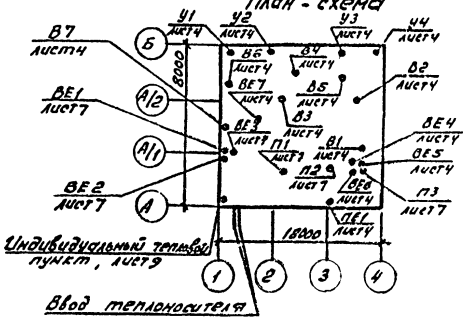 План - схема
У1
лист4
У2
лист4
У3
лист4
У4
лист4
В7
лист4
Б
В6
лист4
В4
лист4
ВЕ7
лист4
В5
лист4
В2
лист4
В3
лист4
ВЕ1
лист7
А/2
8000
А/1
ВЕ3
П1
В1
лист4
ВЕ4
лист4
ВЕ5
лист4
П2
лист7
ВЕ6
лист4
П3
лист7
ВЕ2
лист7
А
ПЕ1
лист4
18000
Индивидуальный тепловой
пункт, лист9
1
2
3
4
Ввод теплоносителя